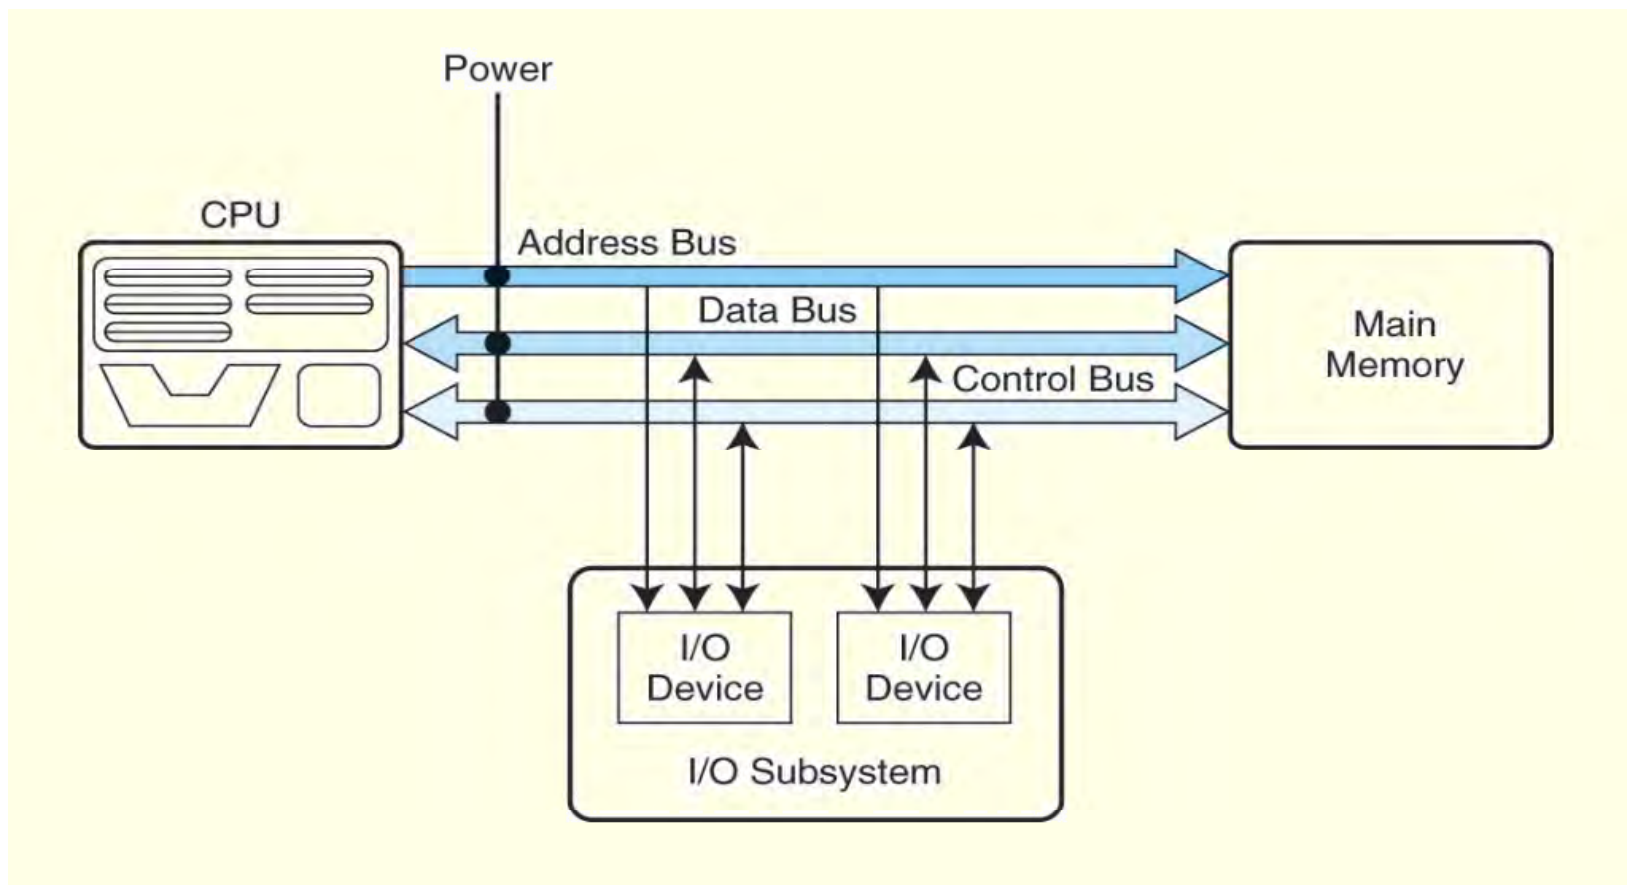 Power
CPU
Address Bus
Data Bus
Control Bus
Main
Memory
I/O
Device
I/O
Device
I/O Subsystem